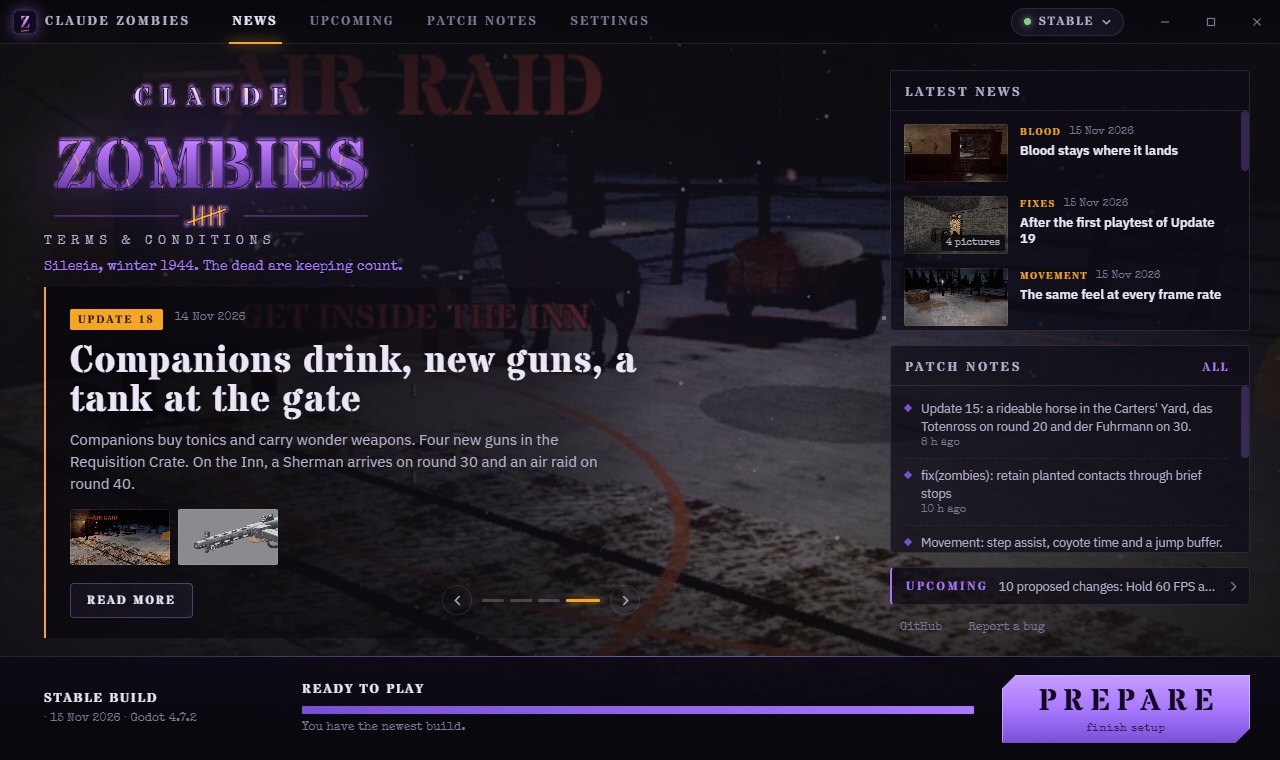 Z CLAUDE ZOMBIES
NEWS
UPCOMING
PATCH NOTES
SETTINGS
STABLE
AIR RAID
CLAUDE
ZOMBIES
TERMS & CONDITIONS
Silesia, winter 1944. The dead are keeping count.
GET INSIDE THE INN
UPDATE 18
14 Nov 2026
Companions drink, new guns, a
tank at the gate
Companions buy tonics and carry wonder weapons. Four new guns in the
Requisition Crate. On the Inn, a Sherman arrives on round 30 and an air raid on
round 40.
AIR RAID
READ MORE
LATEST NEWS
BLOOD 15 Nov 2026
Blood stays where it lands
4 pictures
FIXES 15 Nov 2026
After the first playtest of Update
19
MOVEMENT 15 Nov 2026
The same feel at every frame rate
PATCH NOTES
ALL
Update 15: a rideable horse in the Carters' Yard, das
Totenross on round 20 and der Fuhrmann on 30.
8 h ago
fix(zombies): retain planted contacts through brief
stops
10 h ago
Movement: step assist, coyote time and a jump buffer.
UPCOMING 10 proposed changes: Hold 60 FPS a...
GitHub
Report a bug
STABLE BUILD
· 15 Nov 2026 · Godot 4.7.2
READY TO PLAY
You have the newest build.
PREPARE
finish setup